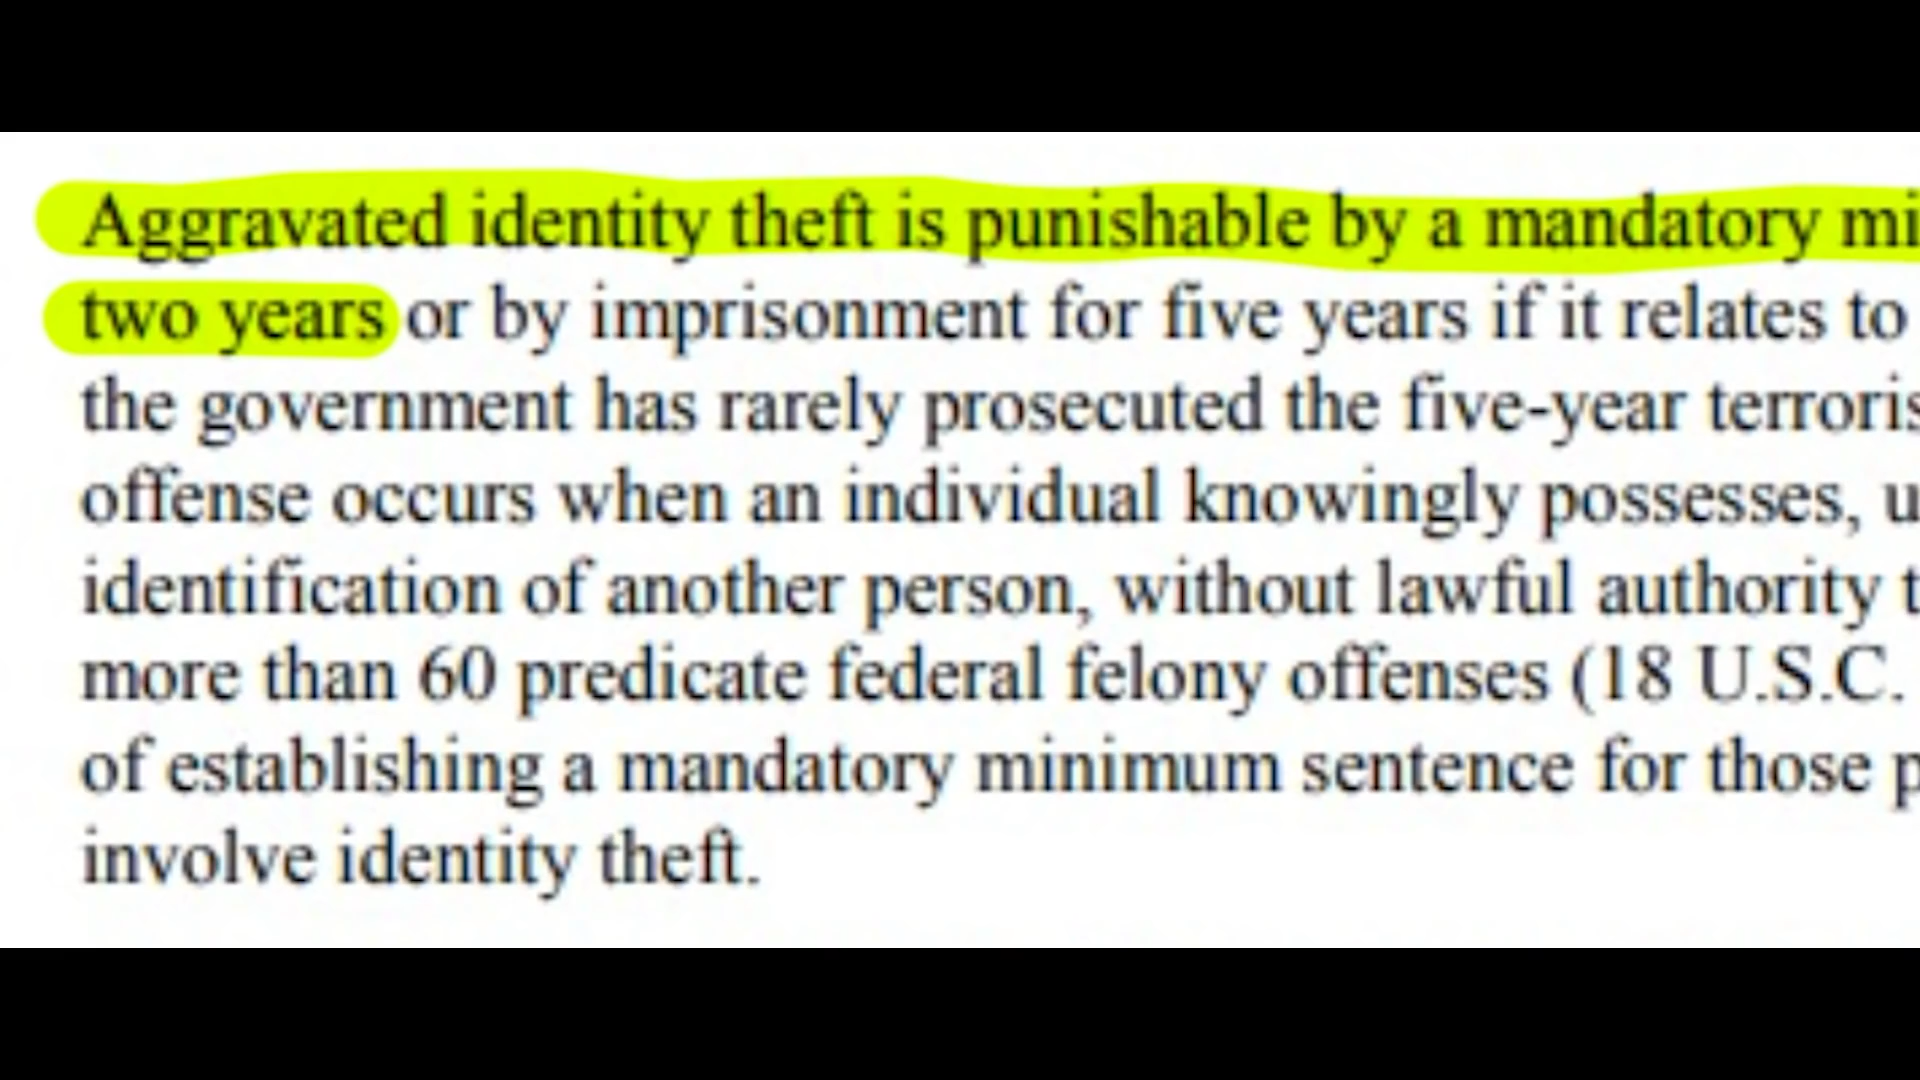 Aggravated identity theft is punishable by a mandatory
two years or by imprisonment for five years if it relates to
the government has rarely prosecuted the five-year
offense occurs when an individual knowingly possesses,
identification of another person, without lawful authority
more than 60 predicate federal felony offenses (18 U.S.C.
of establishing a mandatory minimum sentence for those
involve identity theft.